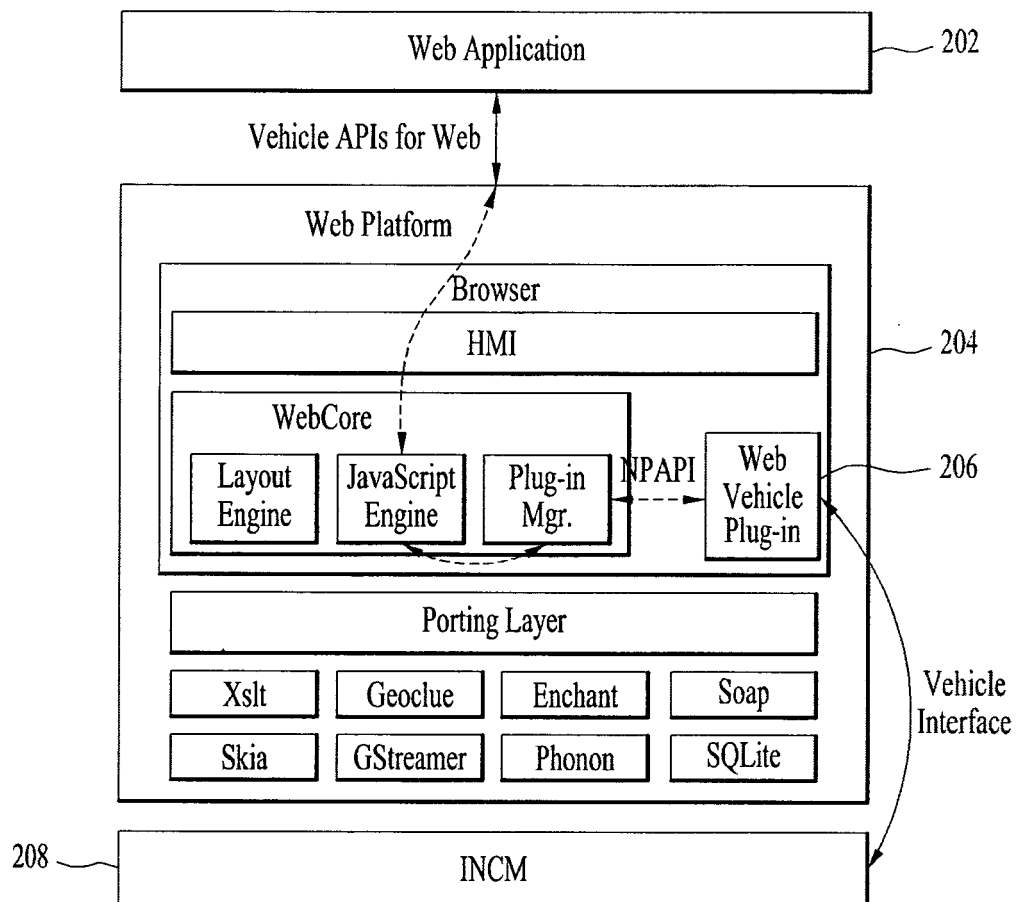 Web Application
202
Vehicle APIs for Web
Web Platform
Browser
HMI
204
WebCore
Layout
Engine
JavaScript
Engine
Plug-in
Mgr.
NPAPI
Web
Vehicle
Plug-in
206
Porting Layer
Xslt
Geoclue
Enchant
Soap
Vehicle
Interface
Skia
GStreamer
Phonon
SQLite
208
INCM